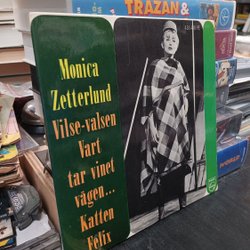 TRAZAN &
Monica
Zetterlund
Vilse-valsen
Vart
tar vinet
vägen...
Katten
Felix